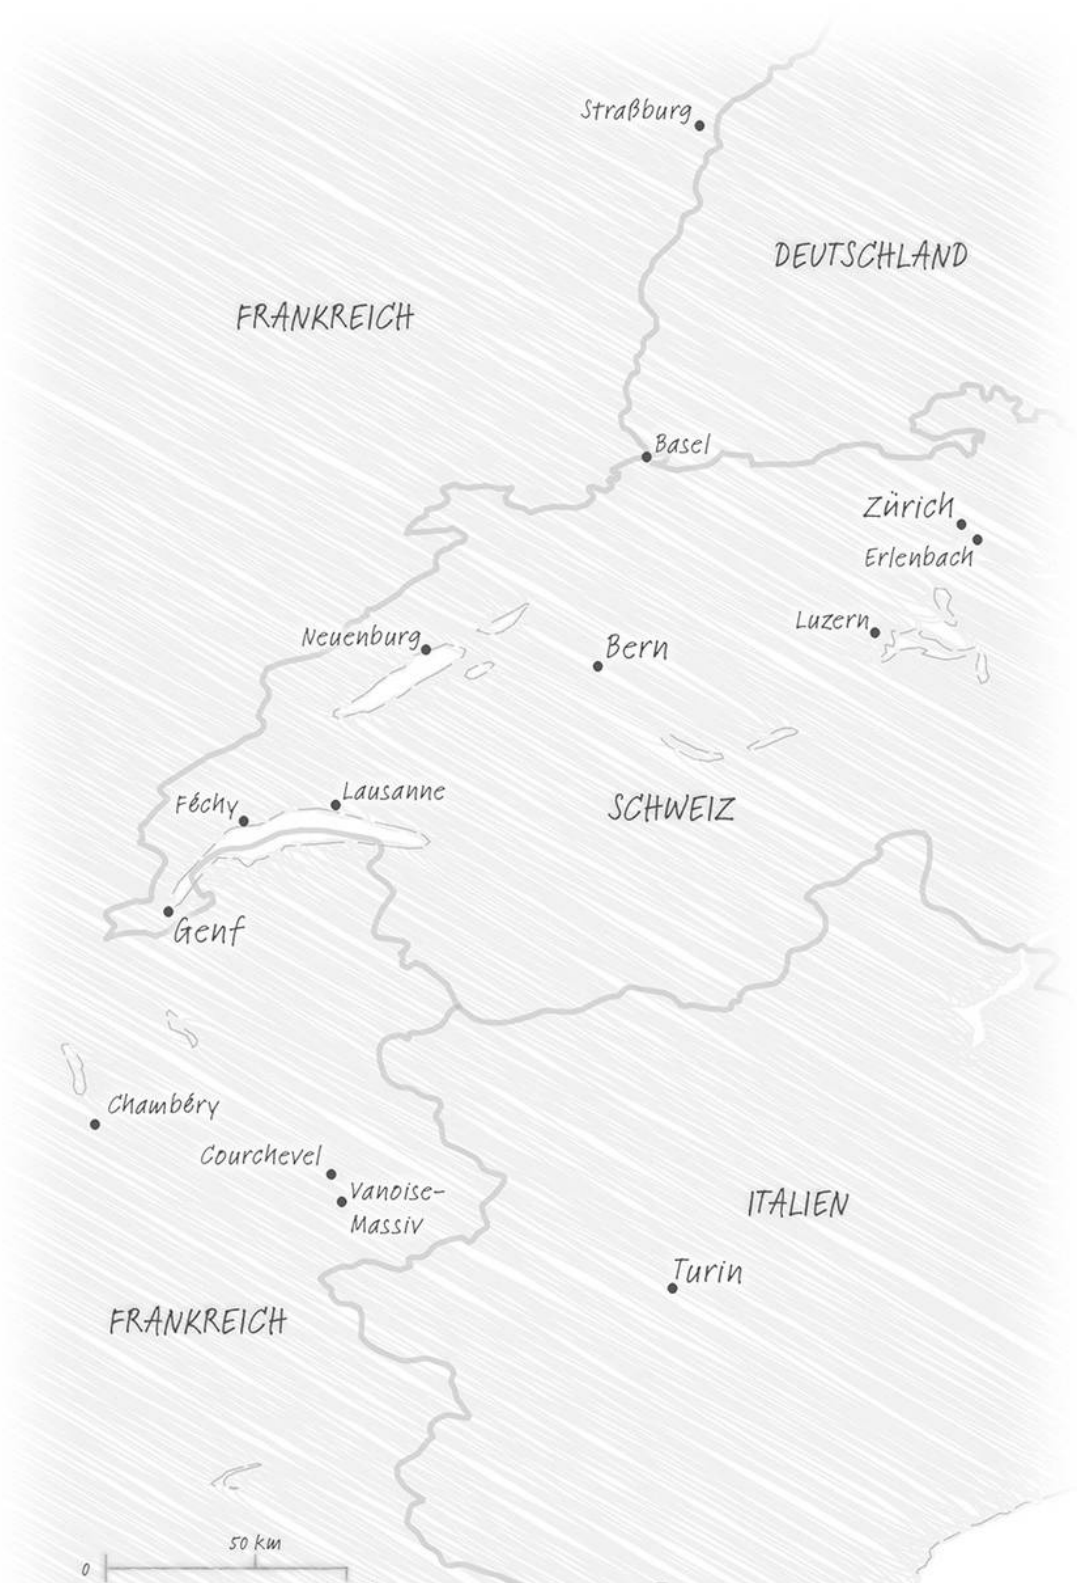 Straßburg
DEUTSCHLAND
FRANKREICH
Basel
Zürich
Erlenbach
Luzern
Neuenburg
Bern
Lausanne
Féchy
SCHWEIZ
Genf
Chambéry
Courchevel
Vanoise-
Massiv
ITALIEN
Turin
FRANKREICH
50 km
0